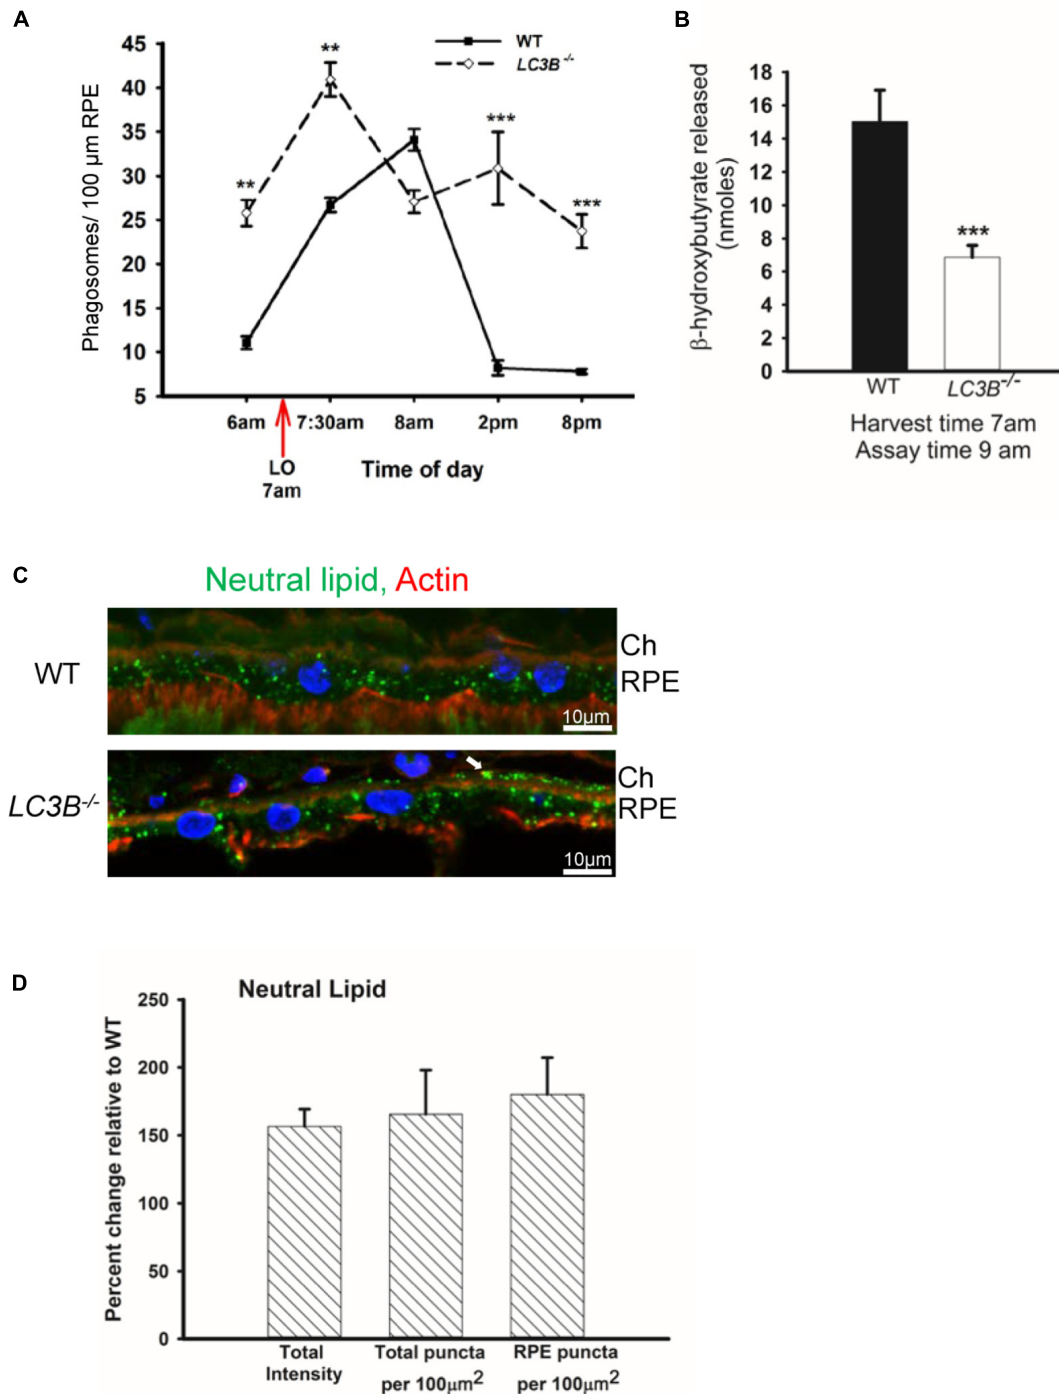 A
Phagosomes/ 100 µm RPE
45
40
35
30
25
20
15
10
5
WT
LC3B-/-
**
**
***
***
6am
7:30am
8am
2pm
8pm
LO
7am
Time of day
B
β-hydroxybutyrate released
(nmoles)
18
16
14
12
10
8
6
4
2
0
***
WT
LC3B-/-
Harvest time 7am
Assay time 9 am
C
Neutral lipid, Actin
WT
Ch
RPE
10µm
LC3B-/-
Ch
RPE
10µm
D
Neutral Lipid
Percent change relative to WT
250
200
150
100
50
0
Total
Intensity
Total puncta
per 100µm2
RPE puncta
per 100µm2